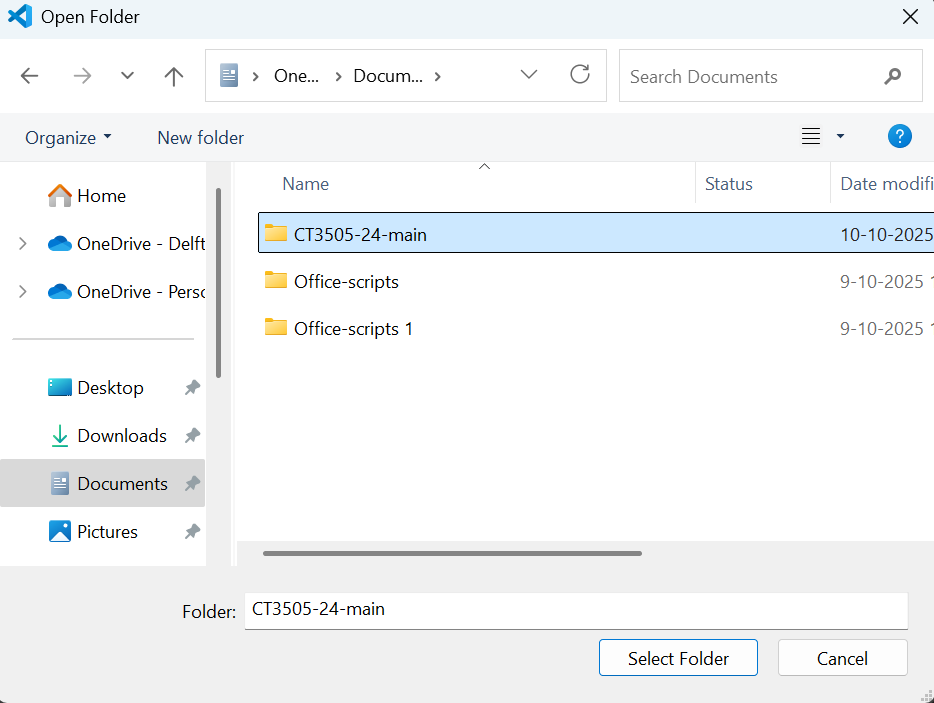 Open Folder
One... Docum... Search Documents
Organize New folder ?
Name Status Date modifi
Home
OneDrive - Delft
OneDrive - Perso
Desktop
Downloads
Documents
Pictures
CT3505-24-main 10-10-2025
Office-scripts 9-10-2025 1
Office-scripts 1 9-10-2025 1
Folder: CT3505-24-main
Select Folder Cancel